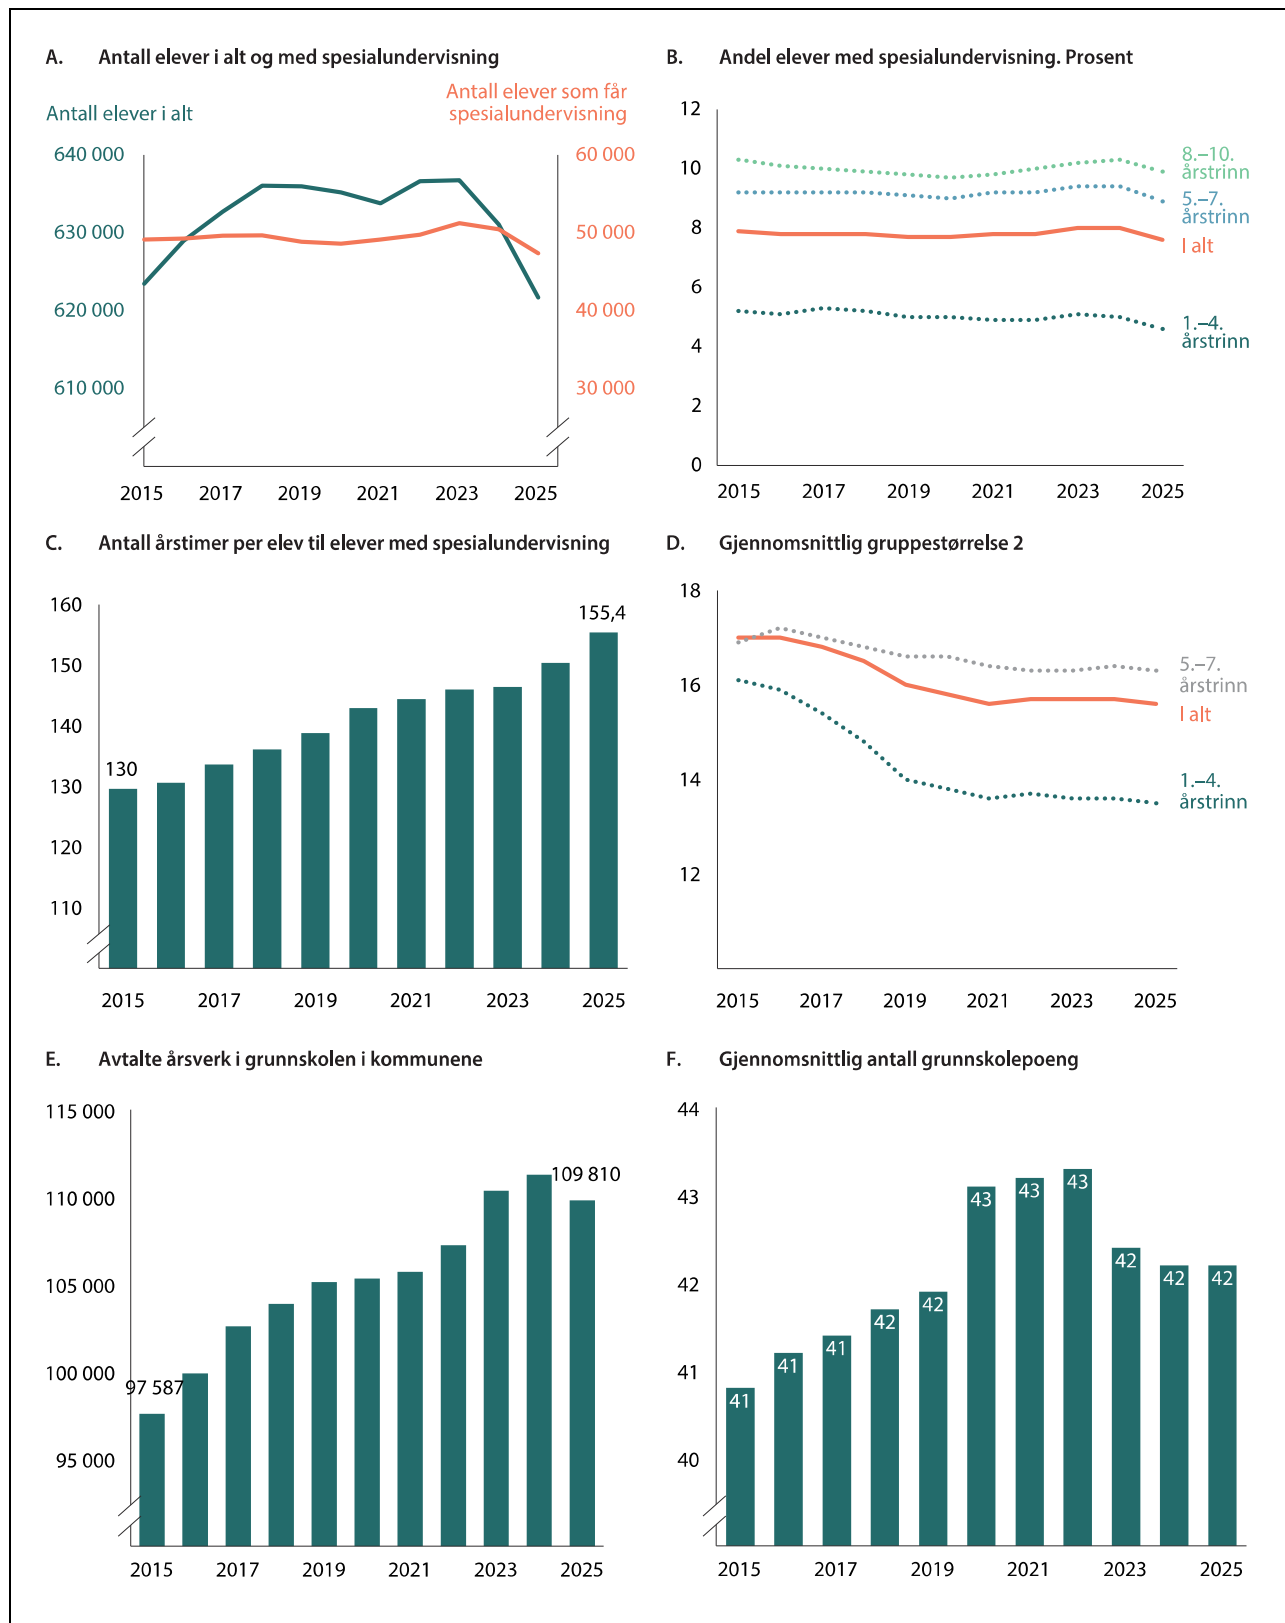 A. Antall elever i alt og med spesialundervisning
Antall elever i alt
Antall elever som får
spesialundervisning
640 000
630 000
620 000
610 000
60 000
50 000
40 000
30 000
2015 2017 2019 2021 2023 2025
B. Andel elever med spesialundervisning. Prosent
12
10
8
6
4
2
0
8.–10.
årstrinn
5.–7.
årstrinn
I alt
1.–4.
årstrinn
2015 2017 2019 2021 2023 2025
C. Antall årstimer per elev til elever med spesialundervisning
160
150
140
130
120
110
130
155,4
2015 2017 2019 2021 2023 2025
D. Gjennomsnittlig gruppestørrelse 2
18
16
14
12
5.–7.
årstrinn
I alt
1.–4.
årstrinn
2015 2017 2019 2021 2023 2025
E. Avtalte årsverk i grunnskolen i kommunene
115 000
110 000
105 000
100 000
95 000
97 587
109 810
2015 2017 2019 2021 2023 2025
F. Gjennomsnittlig antall grunnskolepoeng
44
43
42
41
40
41 41 41 42 42 43 43 43 42 42 42
2015 2017 2019 2021 2023 2025